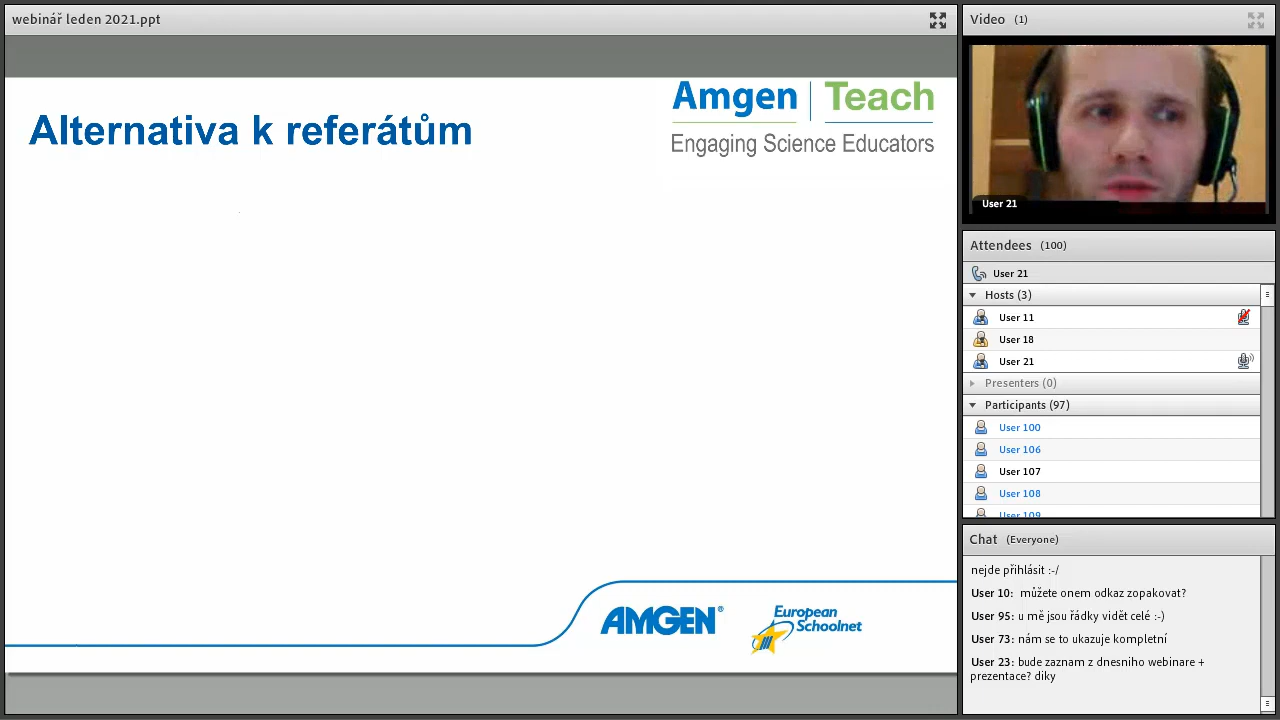 webinář leden 2021.ppt
Alternativa k referátům
Amgen Teach
Engaging Science Educators
AMGEN®
European
Schoolnet
Video (1)
User 21
Attendees (100)
User 21
Hosts (3)
User 11
User 18
User 21
Presenters (0)
Participants (97)
User 100
User 106
User 107
User 108
User 109
Chat (Everyone)
nejde přihlásit :-/
User 10: můžete onem odkaz zopakovat?
User 95: u mě jsou řádky vidět celé :-)
User 73: nám se to ukazuje kompletní
User 23: bude zaznam z dnesniho webinare +
prezentace? diky